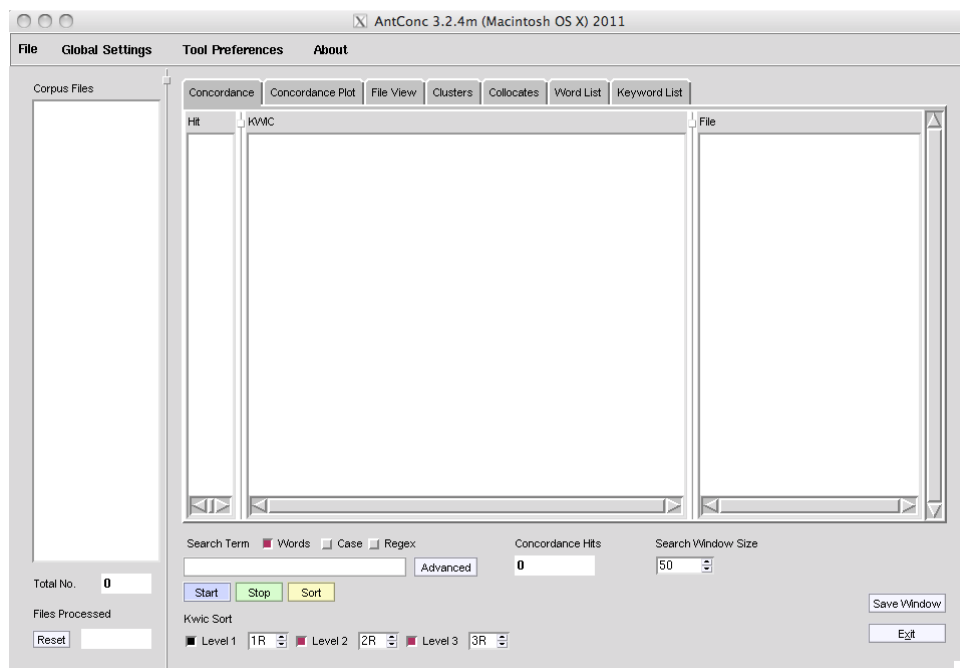 AntConc 3.2.4m (Macintosh OS X) 2011
File Global Settings Tool Preferences About
Corpus Files
Concordance Concordance Plot File View Clusters Collocates Word List Keyword List
Hit KWIC File
Search Term Words Case Regex Concordance Hits Search Window Size
Advanced 0 50
Total No. 0
Start Stop Sort
Files Processed
Kwic Sort
Save Window
Reset
Level 1 1R Level 2 2R Level 3 3R
Exit